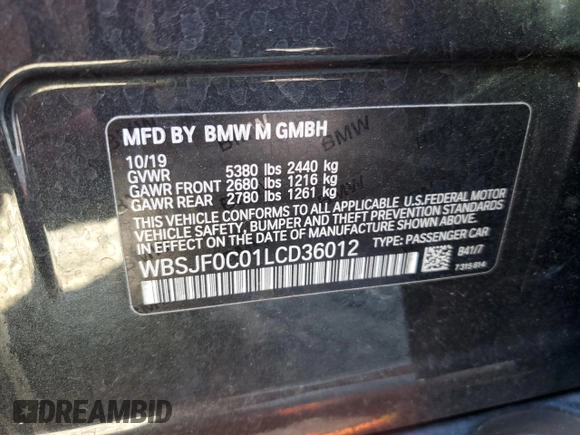 MFD BY BMW M GMBH
10/19
GVWR 5380 lbs 2440 kg
GAWR FRONT 2680 lbs 1216 kg
GAWR REAR 2780 lbs 1261 kg
THIS VEHICLE CONFORMS TO ALL APPLICABLE U.S.FEDERAL MOTOR
VEHICLE SAFETY, BUMPER, AND THEFT PREVENTION STANDARDS
IN EFFECT ON THE DATE OF MANUFACTURE SHOWN ABOVE.
WBSJF0C01LCD36012 TYPE: PASSENGER CAR
B41/7
7315614
BMW
DREAMBID